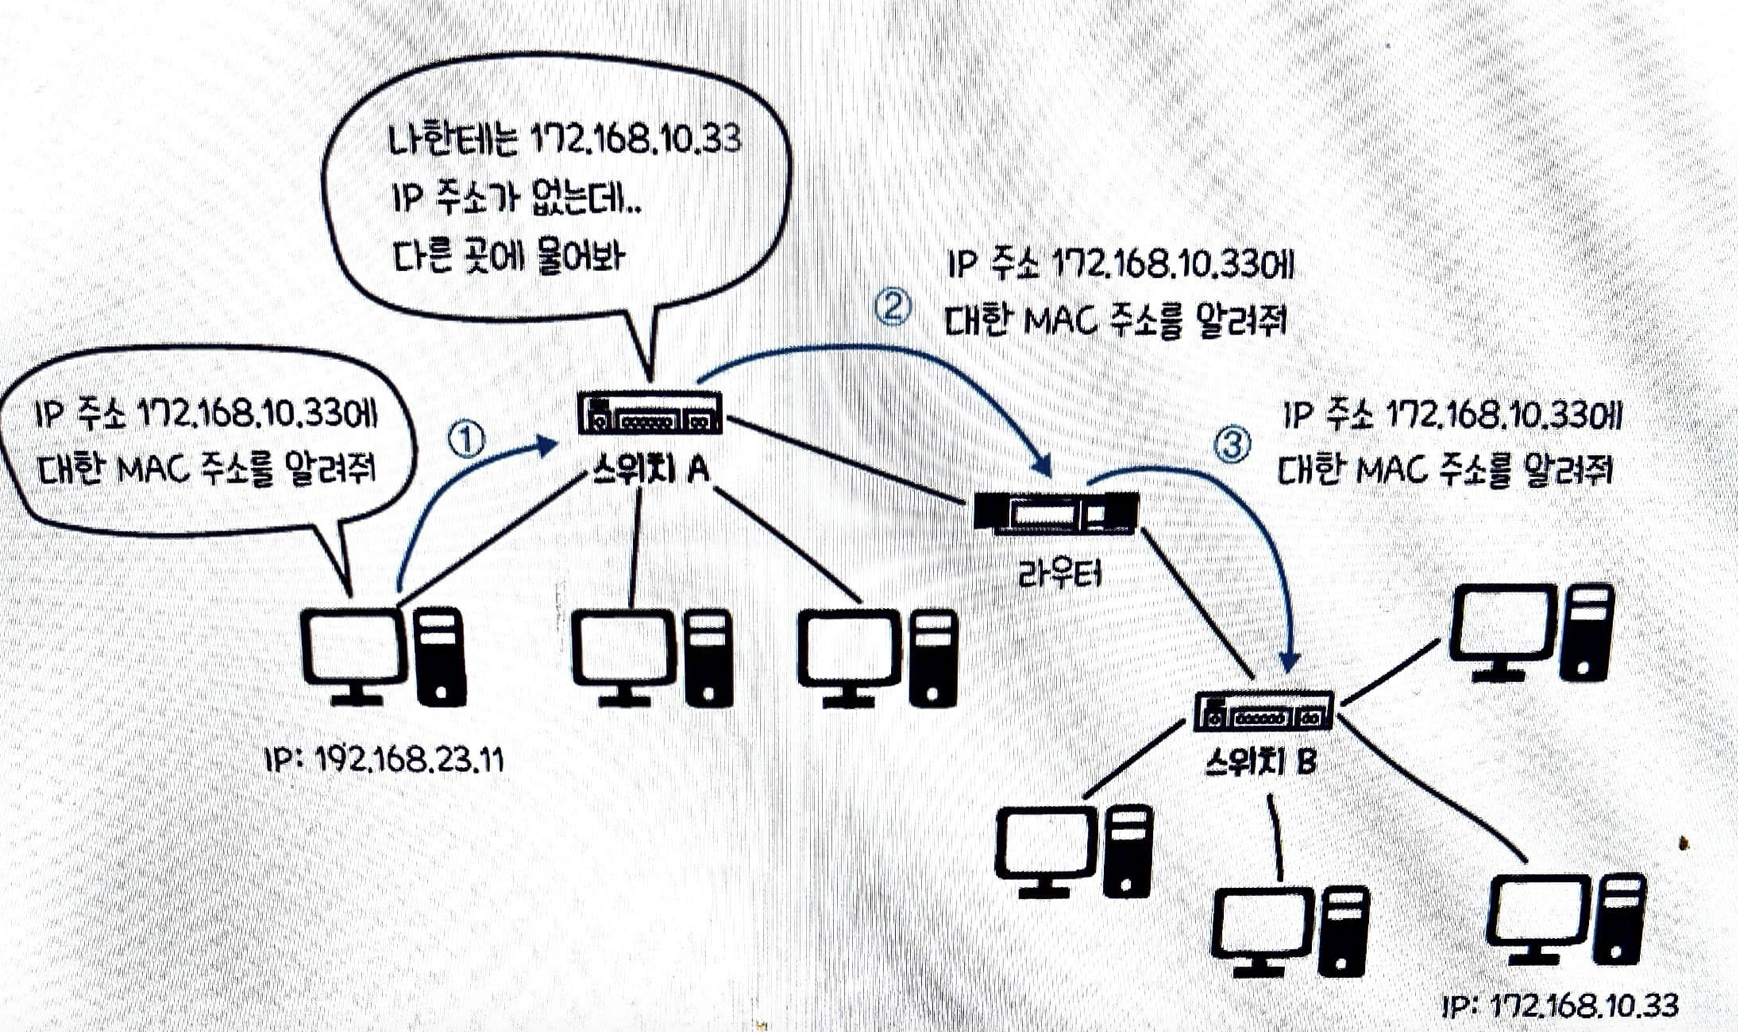 나한테는 172.168.10.33
IP 주소가 없는데..
다른 곳에 물어봐
IP 주소 172.168.10.33에
대한 MAC 주소를 알려줘
①
스위치 A
②
IP 주소 172.168.10.33에
대한 MAC 주소를 알려줘
③
IP 주소 172.168.10.33에
대한 MAC 주소를 알려줘
라우터
IP: 192.168.23.11
스위치 B
IP: 172.168.10.33